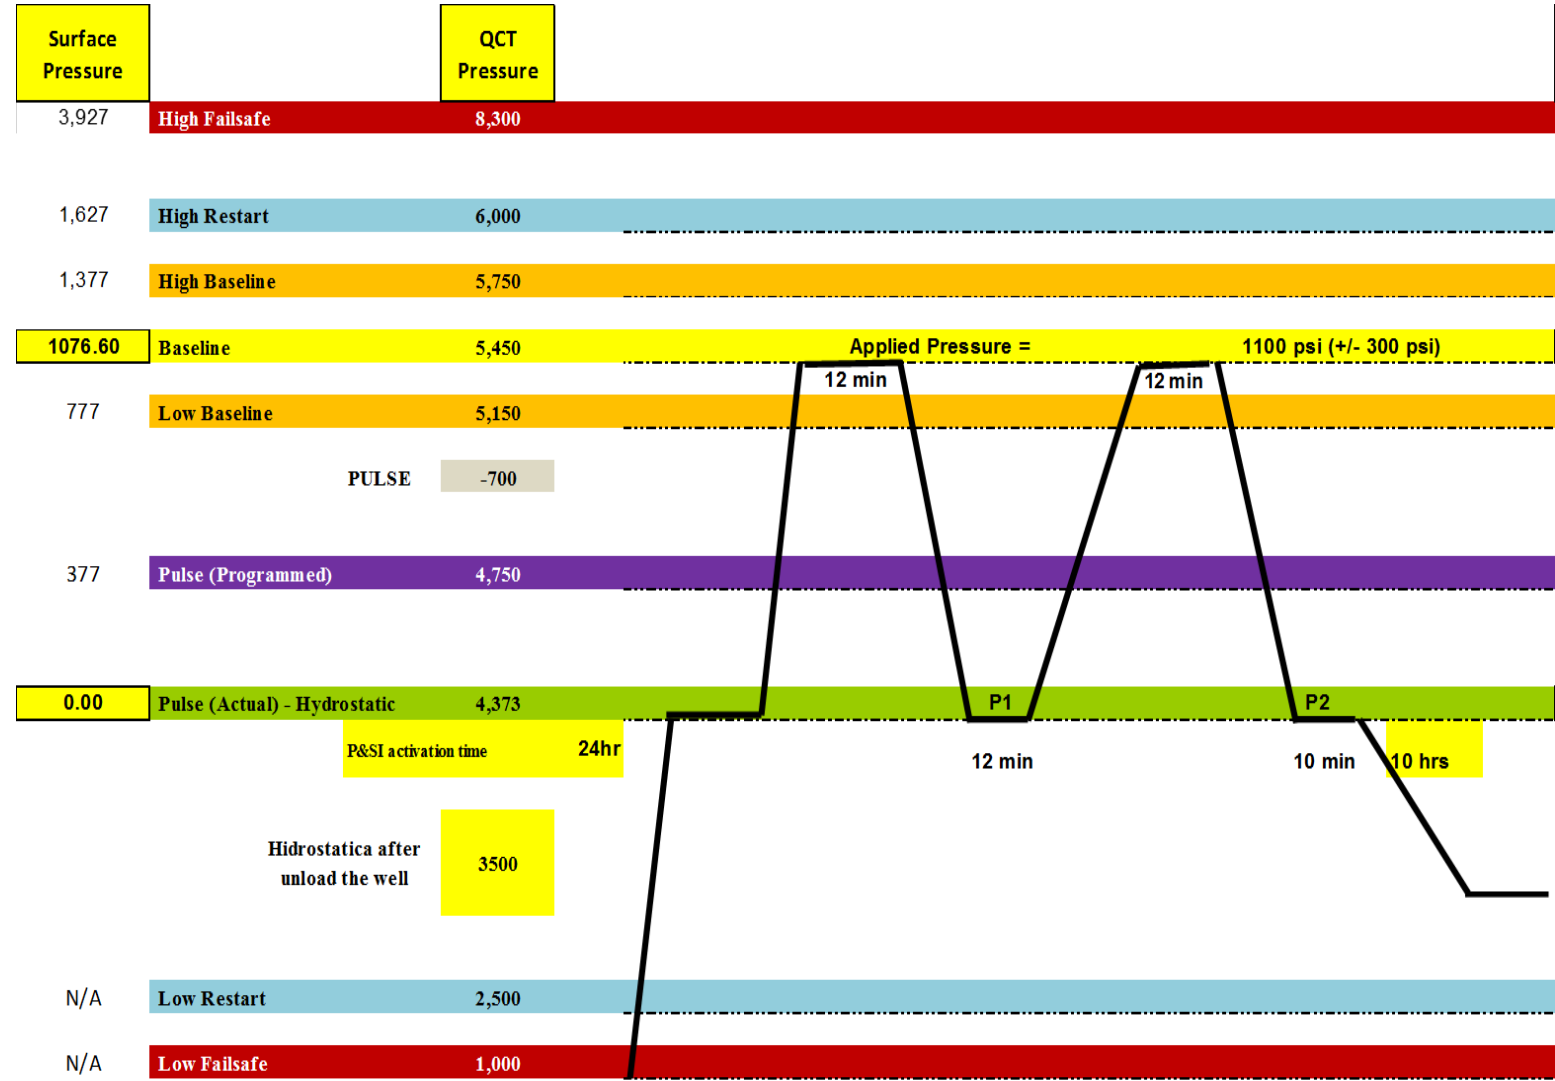 Surface
Pressure
QCT
Pressure
3,927 High Failsafe 8,300
1,627 High Restart 6,000
1,377 High Baseline 5,750
1076.60 Baseline 5,450 Applied Pressure = 1100 psi (+/- 300 psi)
12 min 12 min
777 Low Baseline 5,150
PULSE -700
377 Pulse (Programmed) 4,750
0.00 Pulse (Actual) - Hydrostatic 4,373 P1 P2
P&SI activation time 24hr 12 min 10 min 10 hrs
Hidrostatica after
unload the well
3500
N/A Low Restart 2,500
N/A Low Failsafe 1,000